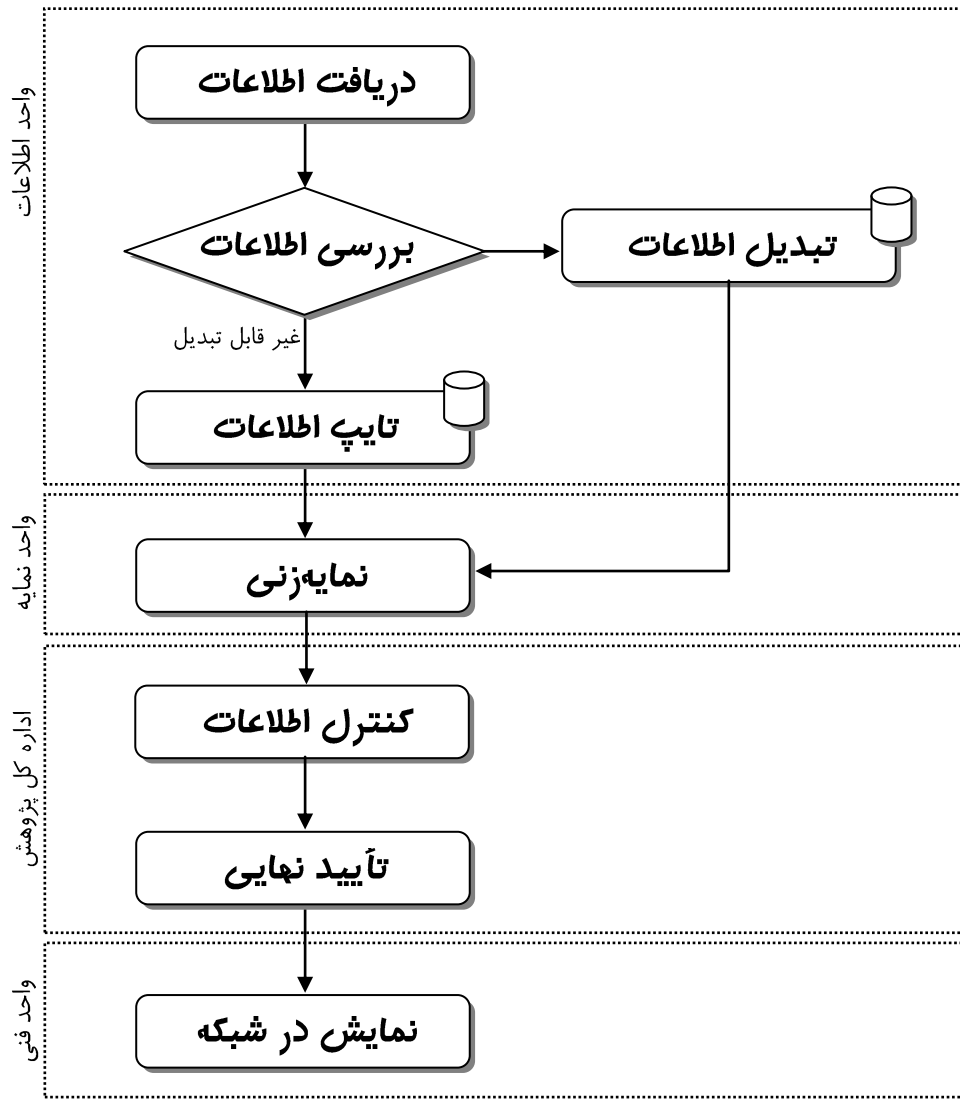 واحد اطلاعات
دریافت اطلاعات
بررسی اطلاعات
تبدیل اطلاعات
غیر قابل تبدیل
تایپ اطلاعات
واحد نمایه
نمایه‌زنی
اداره کل پژوهش
کنترل اطلاعات
تأیید نهایی
واحد فنی
نمایش در شبکه